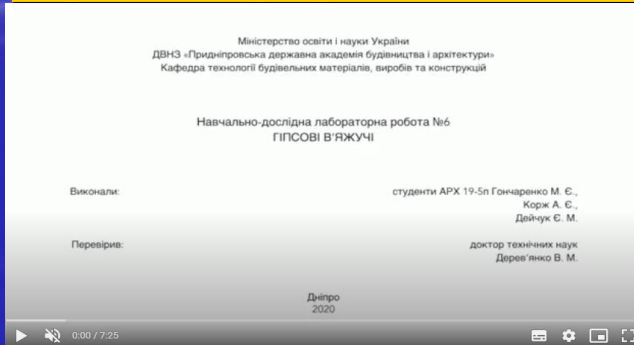 Міністерство освіти і науки України
ДВНЗ «Придніпровська державна академія будівництва і архітектури»
Кафедра технології будівельних матеріалів, виробів та конструкцій
Навчально-дослідна лабораторна робота №6
ГІПСОВІ В'ЯЖУЧІ
Виконали:
студенти АРХ 19-5п Гончаренко М. Є.,
Корж А. Є.,
Дейчук Є. М.
Перевірив:
доктор технічних наук
Дерев'янко В. М.
Дніпро
2020
0:00 / 7:25